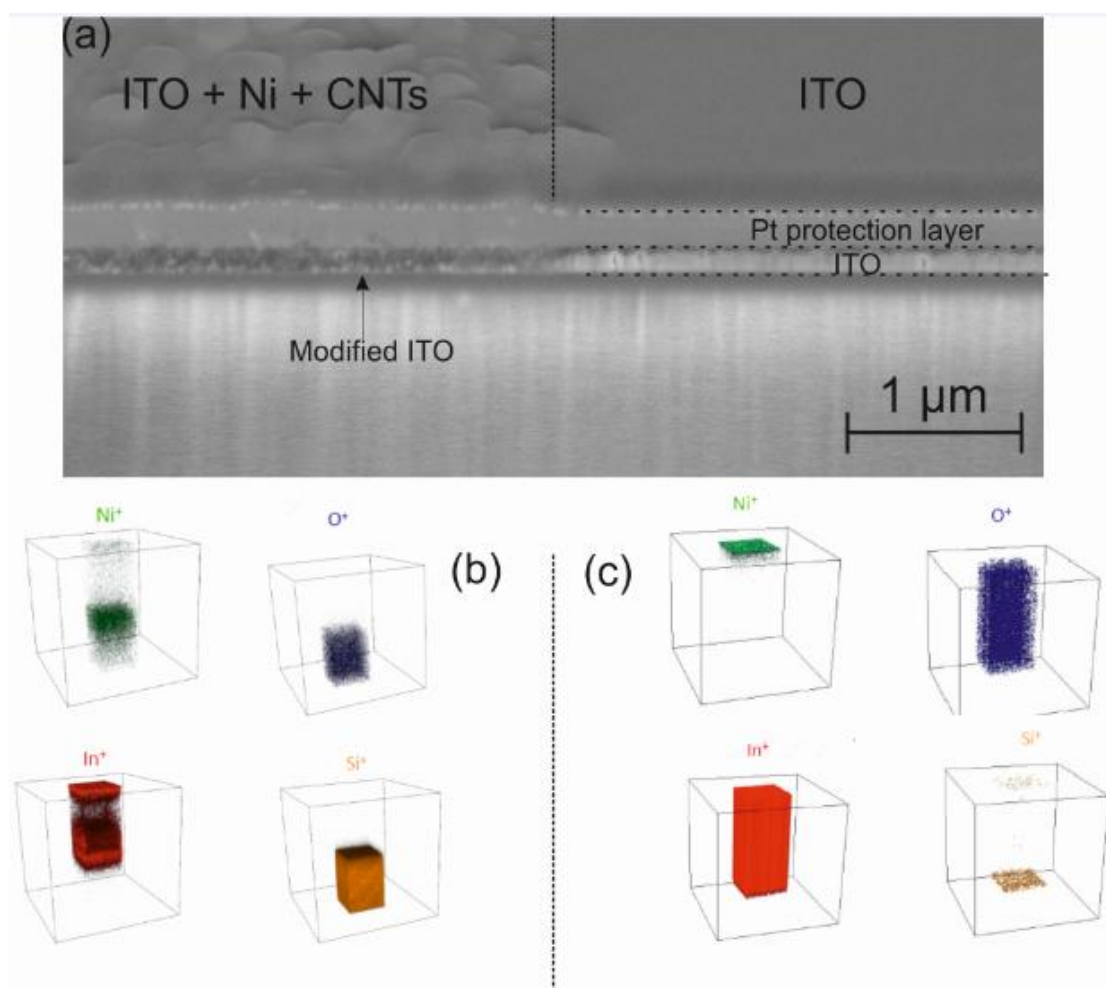 (a)
ITO + Ni + CNTs
ITO
Pt protection layer
ITO
Modified ITO
1 µm
Ni⁺
O⁺
(b)
In⁺
Si⁺
(c)
Ni⁺
O⁺
In⁺
Si⁺